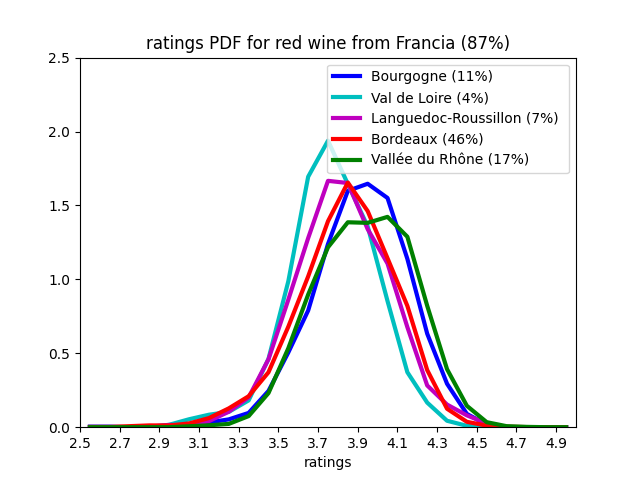 ratings PDF for red wine from Francia (87%)
Bourgogne (11%)
Val de Loire (4%)
Languedoc-Roussillon (7%)
Bordeaux (46%)
Vallée du Rhône (17%)
2.5
2.0
1.5
1.0
0.5
0.0
2.5 2.7 2.9 3.1 3.3 3.5 3.7 3.9 4.1 4.3 4.5 4.7 4.9
ratings